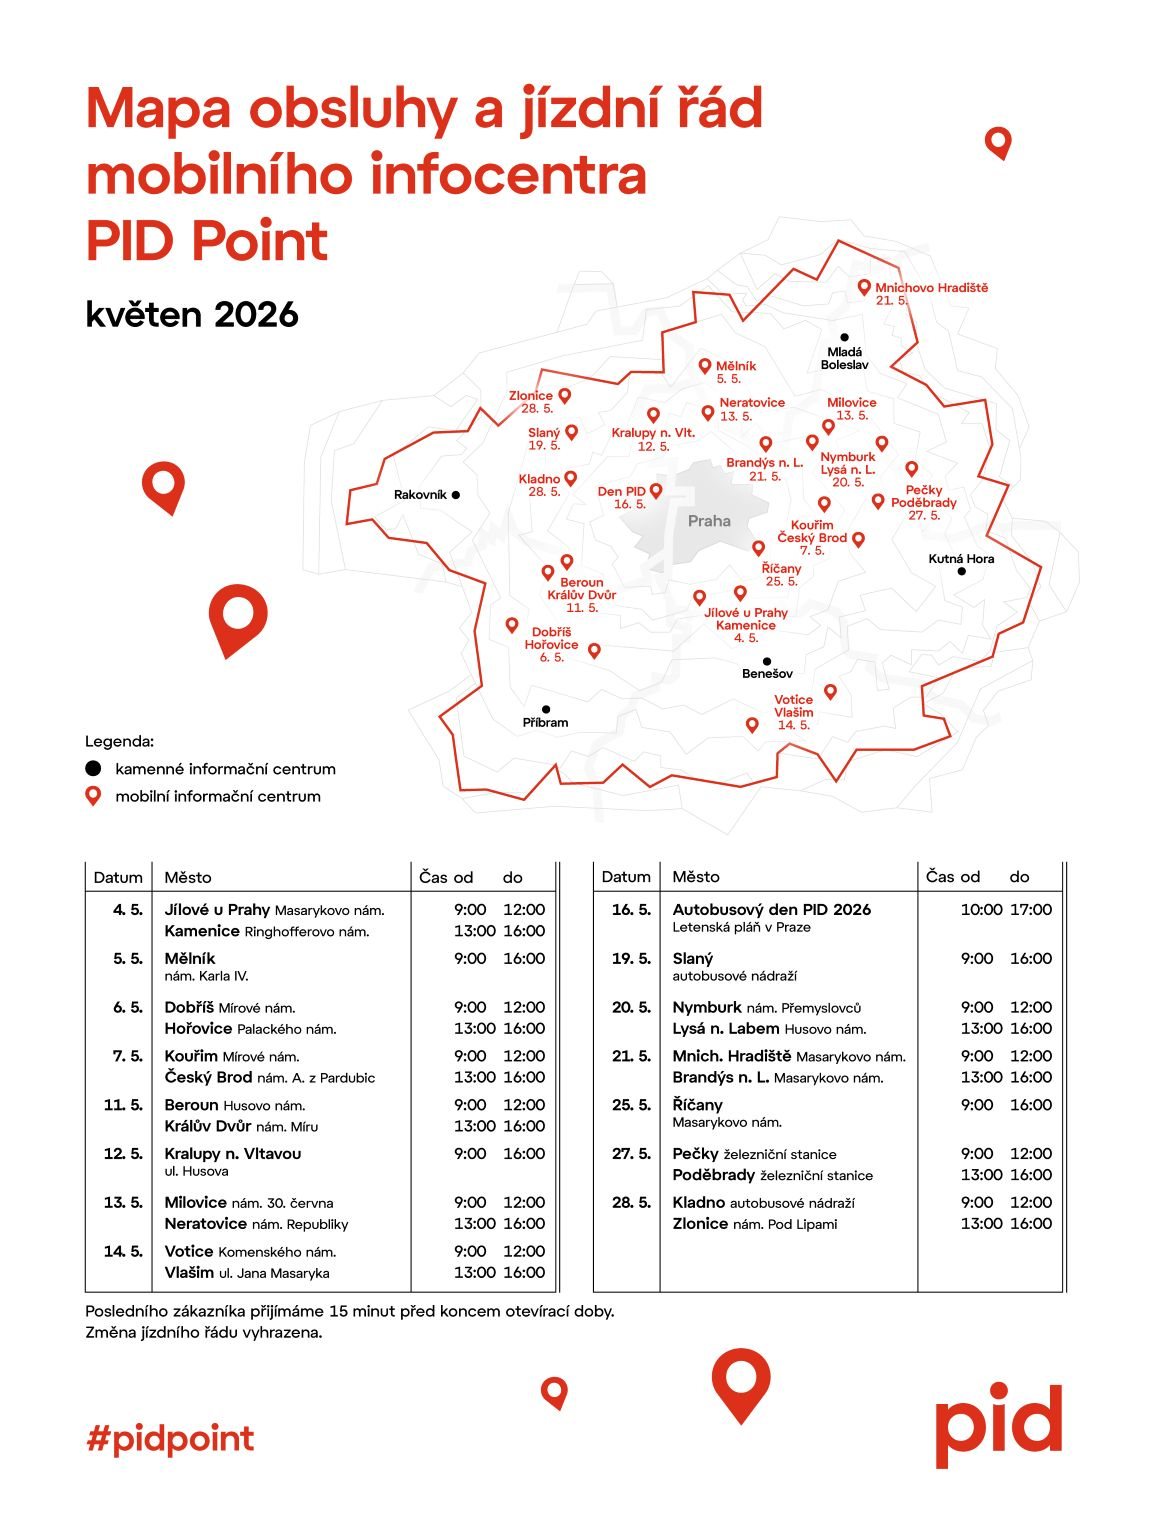 Mapa obsluhy a jízdní řád
mobilního infocentra
PID Point
květen 2026
Mnichovo Hradiště
21. 5.
Mladá
Boleslav
Mělník
5. 5.
Zlonice
28. 5.
Neratovice
13. 5.
Milovice
13. 5.
Slaný
19. 5.
Kralupy n. Vlt.
12. 5.
Brandýs n. L.
21. 5.
Nymburk
Lysá n. L.
20. 5.
Kladno
28. 5.
Den PID
16. 5.
Rakovník
Pečky
Poděbrady
27. 5.
Praha
Kouřim
Český Brod
7. 5.
Kutná Hora
Říčany
25. 5.
Beroun
Králův Dvůr
11. 5.
Jílové u Prahy
Kamenice
4. 5.
Dobříš
Hořovice
6. 5.
Benešov
Votice
Vlašim
14. 5.
Příbram
Legenda:
kamenné informační centrum
mobilní informační centrum
Datum Město Čas od do
4. 5. Jílové u Prahy Masarykovo nám. 9:00 12:00
Kamenice Ringhofferovo nám. 13:00 16:00
5. 5. Mělník 9:00 16:00
nám. Karla IV.
6. 5. Dobříš Mírové nám. 9:00 12:00
Hořovice Palackého nám. 13:00 16:00
7. 5. Kouřim Mírové nám. 9:00 12:00
Český Brod nám. A. z Pardubic 13:00 16:00
11. 5. Beroun Husovo nám. 9:00 12:00
Králův Dvůr nám. Míru 13:00 16:00
12. 5. Kralupy n. Vltavou 9:00 16:00
ul. Husova
13. 5. Milovice nám. 30. června 9:00 12:00
Neratovice nám. Republiky 13:00 16:00
14. 5. Votice Komenského nám. 9:00 12:00
Vlašim ul. Jana Masaryka 13:00 16:00
Datum Město Čas od do
16. 5. Autobusový den PID 2026 10:00 17:00
Letenská pláň v Praze
19. 5. Slaný 9:00 16:00
autobusové nádraží
20. 5. Nymburk nám. Přemyslovců 9:00 12:00
Lysá n. Labem Husovo nám. 13:00 16:00
21. 5. Mnich. Hradiště Masarykovo nám. 9:00 12:00
Brandýs n. L. Masarykovo nám. 13:00 16:00
25. 5. Říčany 9:00 16:00
Masarykovo nám.
27. 5. Pečky železniční stanice 9:00 12:00
Poděbrady železniční stanice 13:00 16:00
28. 5. Kladno autobusové nádraží 9:00 12:00
Zlonice nám. Pod Lipami 13:00 16:00
Posledního zákazníka přijímáme 15 minut před koncem otevírací doby.
Změna jízdního řádu vyhrazena.
#pidpoint
pid